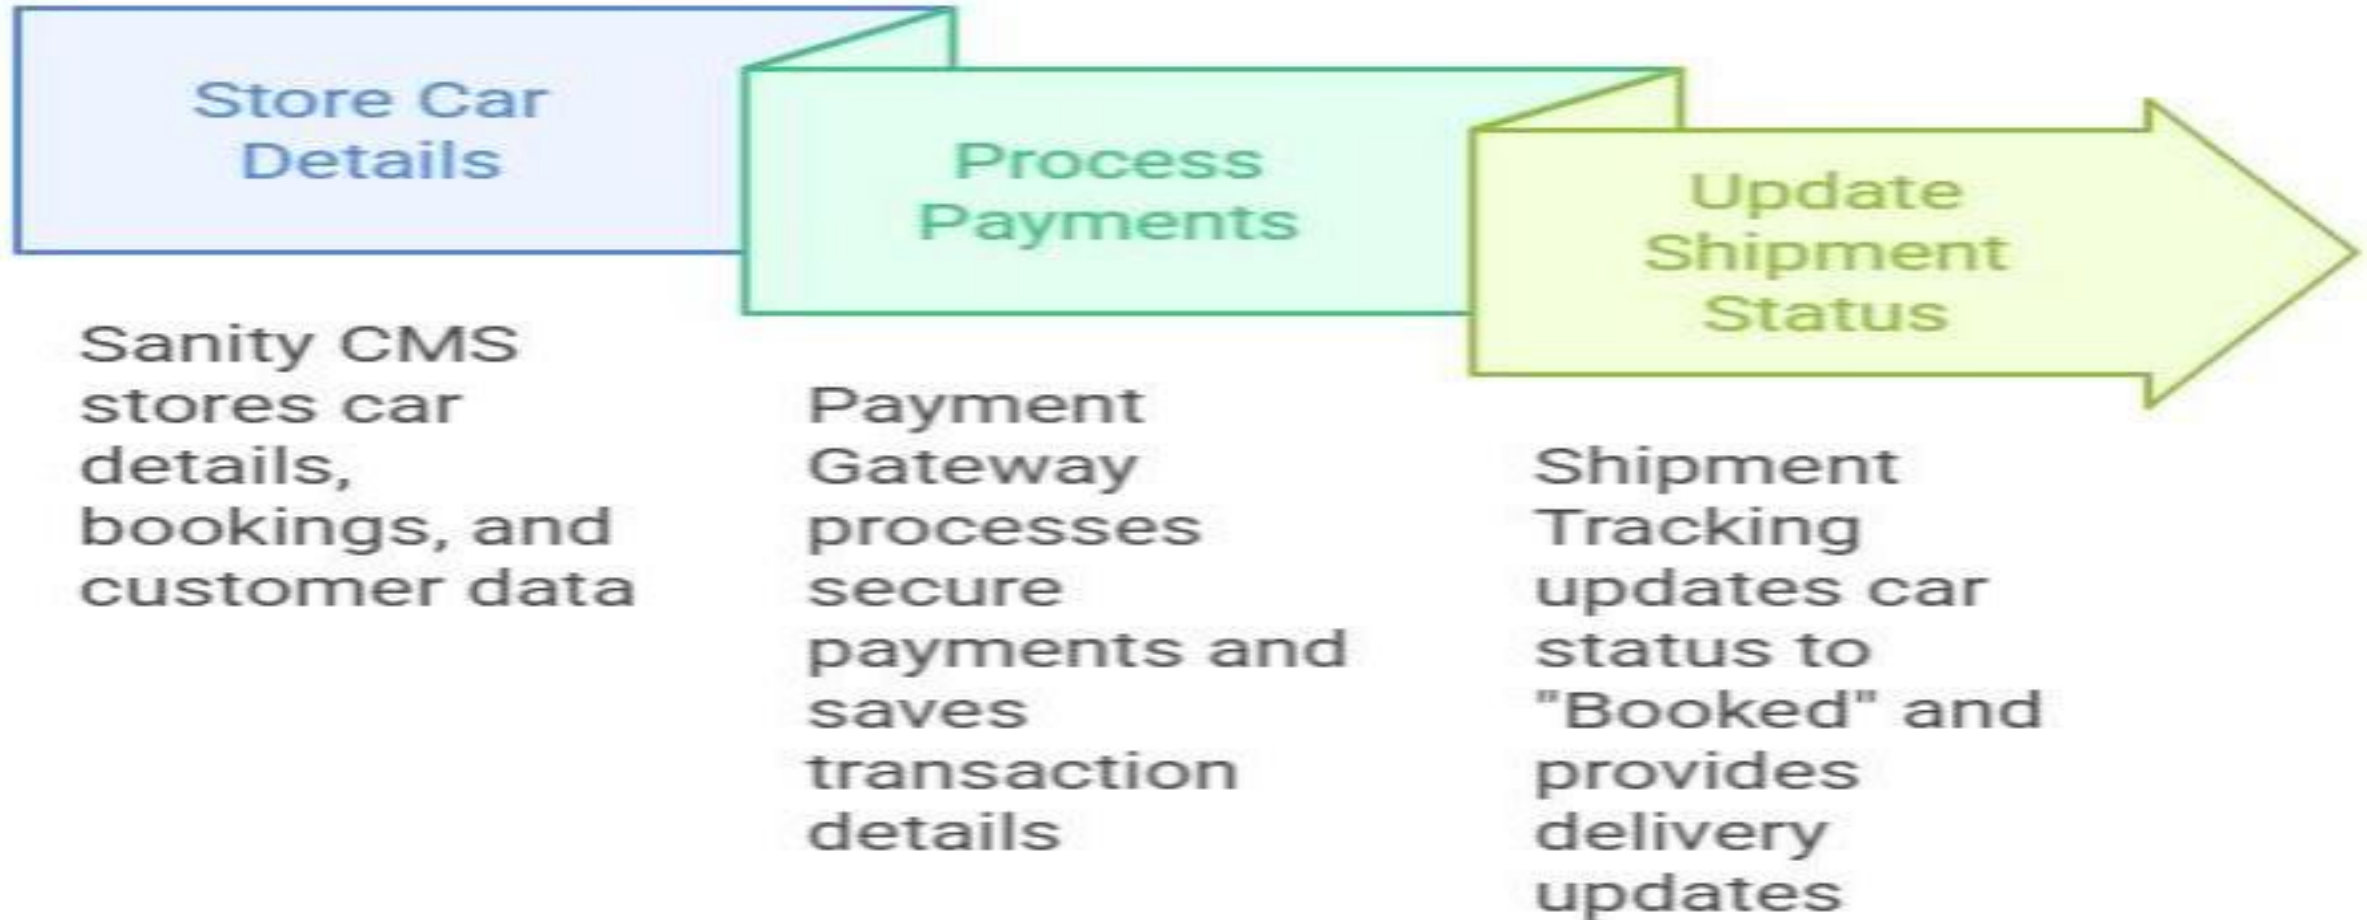 Store Car
Details
Sanity CMS
stores car
details,
bookings, and
customer data
Process
Payments
Payment
Gateway
processes
secure
payments and
saves
transaction
details
Update
Shipment
Status
Shipment
Tracking
updates car
status to
"Booked" and
provides
delivery
updates